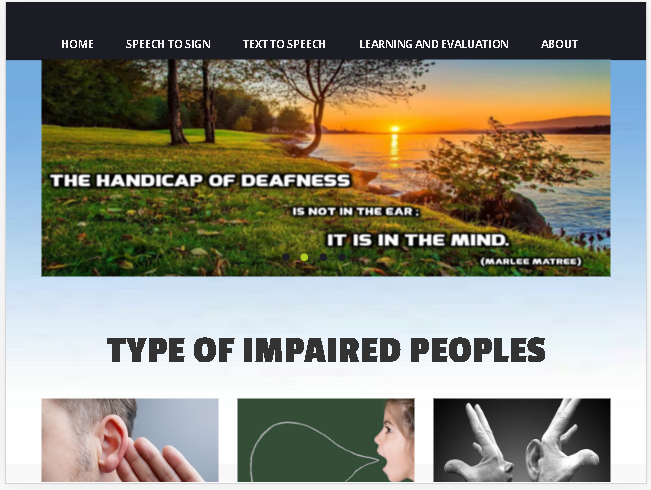 HOME SPEECH TO SIGN TEXT TO SPEECH LEARNING AND EVALUATION ABOUT
THE HANDICAP OF DEAFNESS
IS NOT IN THE EAR ;
IT IS IN THE MIND.
(MARLEE MATREE)
TYPE OF IMPAIRED PEOPLES